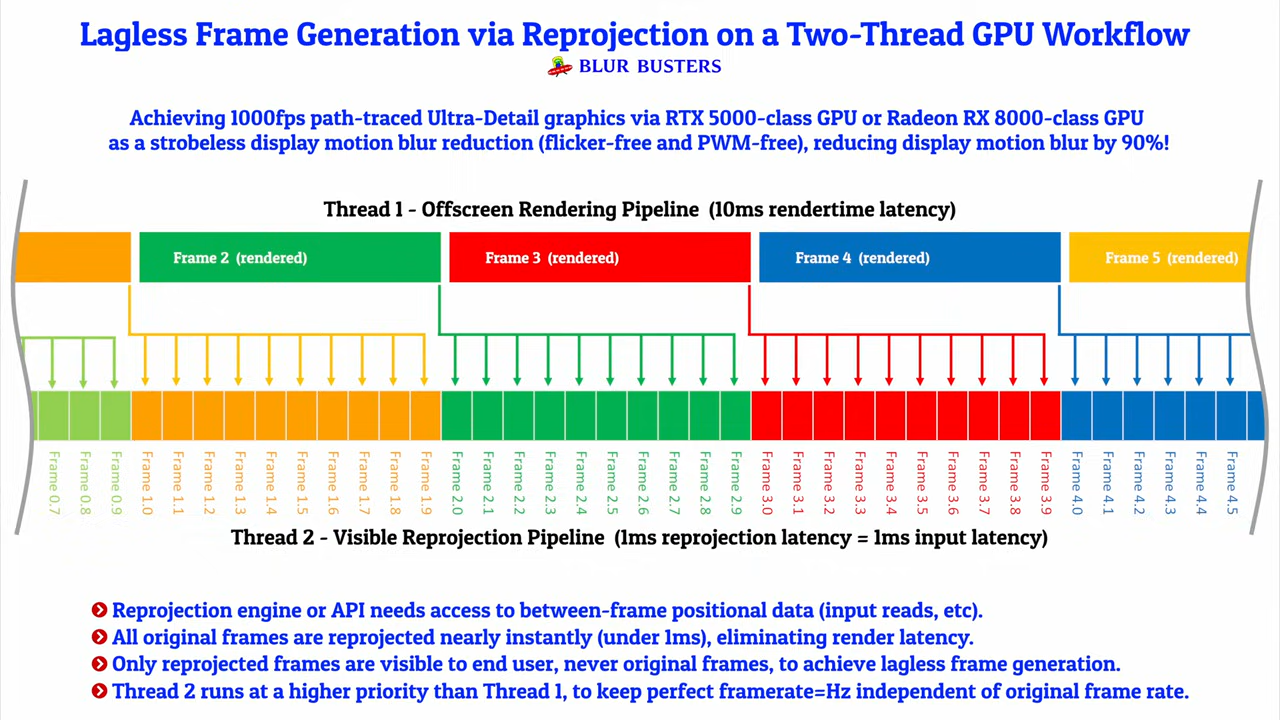 Lagless Frame Generation via Reprojection on a Two-Thread GPU Workflow
BLUR BUSTERS
Achieving 1000fps path-traced Ultra-Detail graphics via RTX 5000-class GPU or Radeon RX 8000-class GPU
as a strobeless display motion blur reduction (flicker-free and PWM-free), reducing display motion blur by 90%!
Thread 1 - Offscreen Rendering Pipeline (10ms rendertime latency)
Frame 2 (rendered)
Frame 3 (rendered)
Frame 4 (rendered)
Frame 5 (rendered)
Frame 0.7
Frame 0.8
Frame 0.9
Frame 1.0
Frame 1.1
Frame 1.2
Frame 1.3
Frame 1.4
Frame 1.5
Frame 1.6
Frame 1.7
Frame 1.8
Frame 1.9
Frame 2.0
Frame 2.1
Frame 2.2
Frame 2.3
Frame 2.4
Frame 2.5
Frame 2.6
Frame 2.7
Frame 2.8
Frame 2.9
Frame 3.0
Frame 3.1
Frame 3.2
Frame 3.3
Frame 3.4
Frame 3.5
Frame 3.6
Frame 3.7
Frame 3.8
Frame 3.9
Frame 4.0
Frame 4.1
Frame 4.2
Frame 4.3
Frame 4.4
Frame 4.5
Thread 2 - Visible Reprojection Pipeline (1ms reprojection latency = 1ms input latency)
Reprojection engine or API needs access to between-frame positional data (input reads, etc).
All original frames are reprojected nearly instantly (under 1ms), eliminating render latency.
Only reprojected frames are visible to end user, never original frames, to achieve lagless frame generation.
Thread 2 runs at a higher priority than Thread 1, to keep perfect framerate=Hz independent of original frame rate.